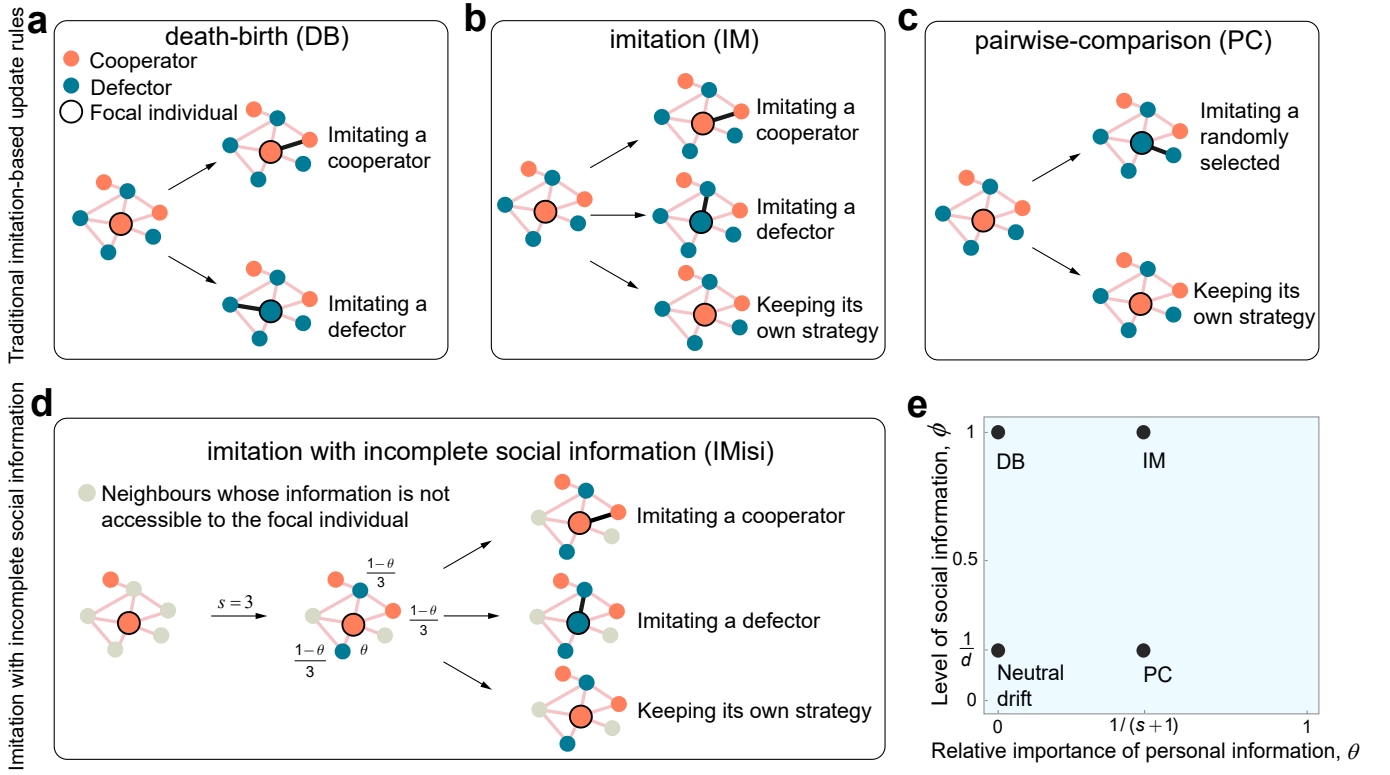 Traditional imitation-based update rules
a
death-birth (DB)
Cooperator
Defector
Focal individual
Imitating a
cooperator
Imitating a
defector
b
imitation (IM)
Imitating a
cooperator
Imitating a
defector
Keeping its
own strategy
c
pairwise-comparison (PC)
Imitating a
randomly
selected
Keeping its
own strategy
Imitation with incomplete social information
d
imitation with incomplete social information (IMisi)
Neighbours whose information is not
accessible to the focal individual
s = 3
1−θ
3
1−θ
3
1−θ
3
θ
Imitating a cooperator
Imitating a defector
Keeping its own strategy
e
Level of social information, ϕ
1
0.5
1
d
0
DB
IM
Neutral
drift
PC
0
1 / (s + 1)
1
Relative importance of personal information, θ